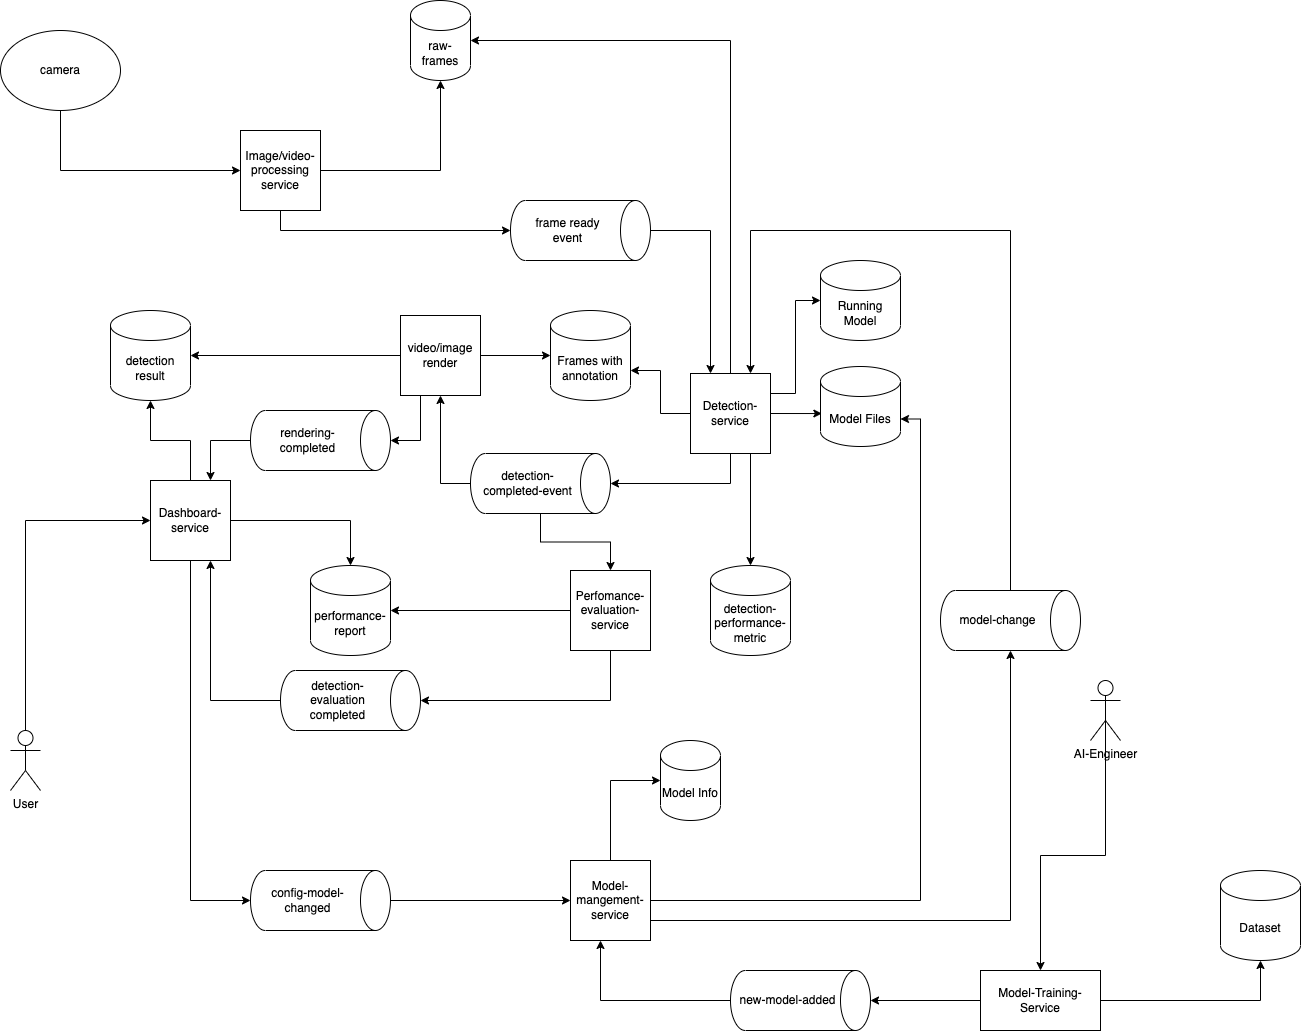 raw-
frames
camera
Image/video-
processing
service
frame ready
event
Running
Model
detection
result
video/image
render
Frames with
annotation
Detection-
service
Model Files
rendering-
completed
detection-
completed-event
Dashboard-
service
performance-
report
Perfomance-
evaluation-
service
detection-
performance-
metric
model-change
detection-
evaluation
completed
AI-Engineer
User
Model Info
config-model-
changed
Model-
mangement-
service
Dataset
new-model-added
Model-Training-
Service